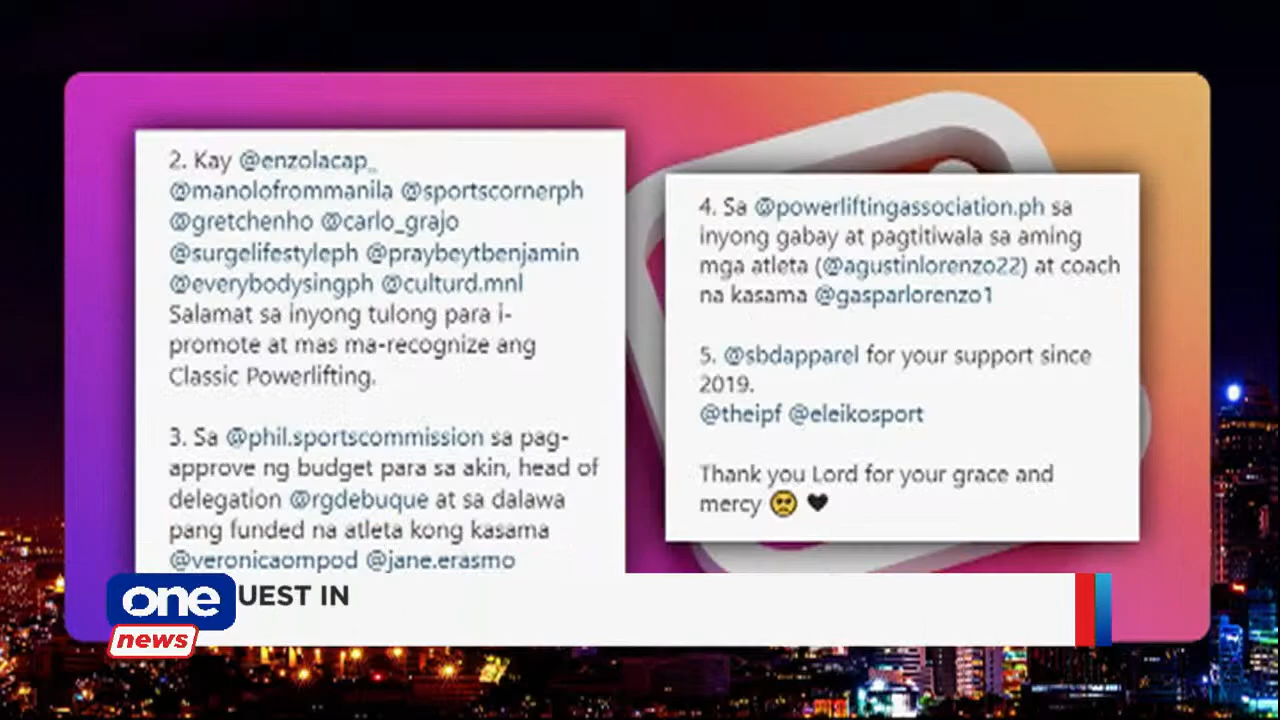 2. Kay @enzolacap_
@manolofrommanila @sportscornerph
@gretchenho @carlo_grajo
@surgelifestyleph @praybeytbenjamin
@everybodysingph @culturd.mnl
Salamat sa inyong tulong para i-
promote at mas ma-recognize ang
Classic Powerlifting.
3. Sa @phil.sportscommission sa pag-
approve ng budget para sa akin, head of
delegation @rgdebuque at sa dalawa
pang funded na atleta kong kasama
@veronicaompod @jane.erasmo
4. Sa @powerliftingassociation.ph sa
inyong gabay at pagtitiwala sa aming
mga atleta (@agustinlorenzo22) at coach
na kasama @gasparlorenzo1
5. @sbdapparel for your support since
2019.
@theipf @eleikosport
Thank you Lord for your grace and
mercy 🥺 🖤
one
news
UEST IN